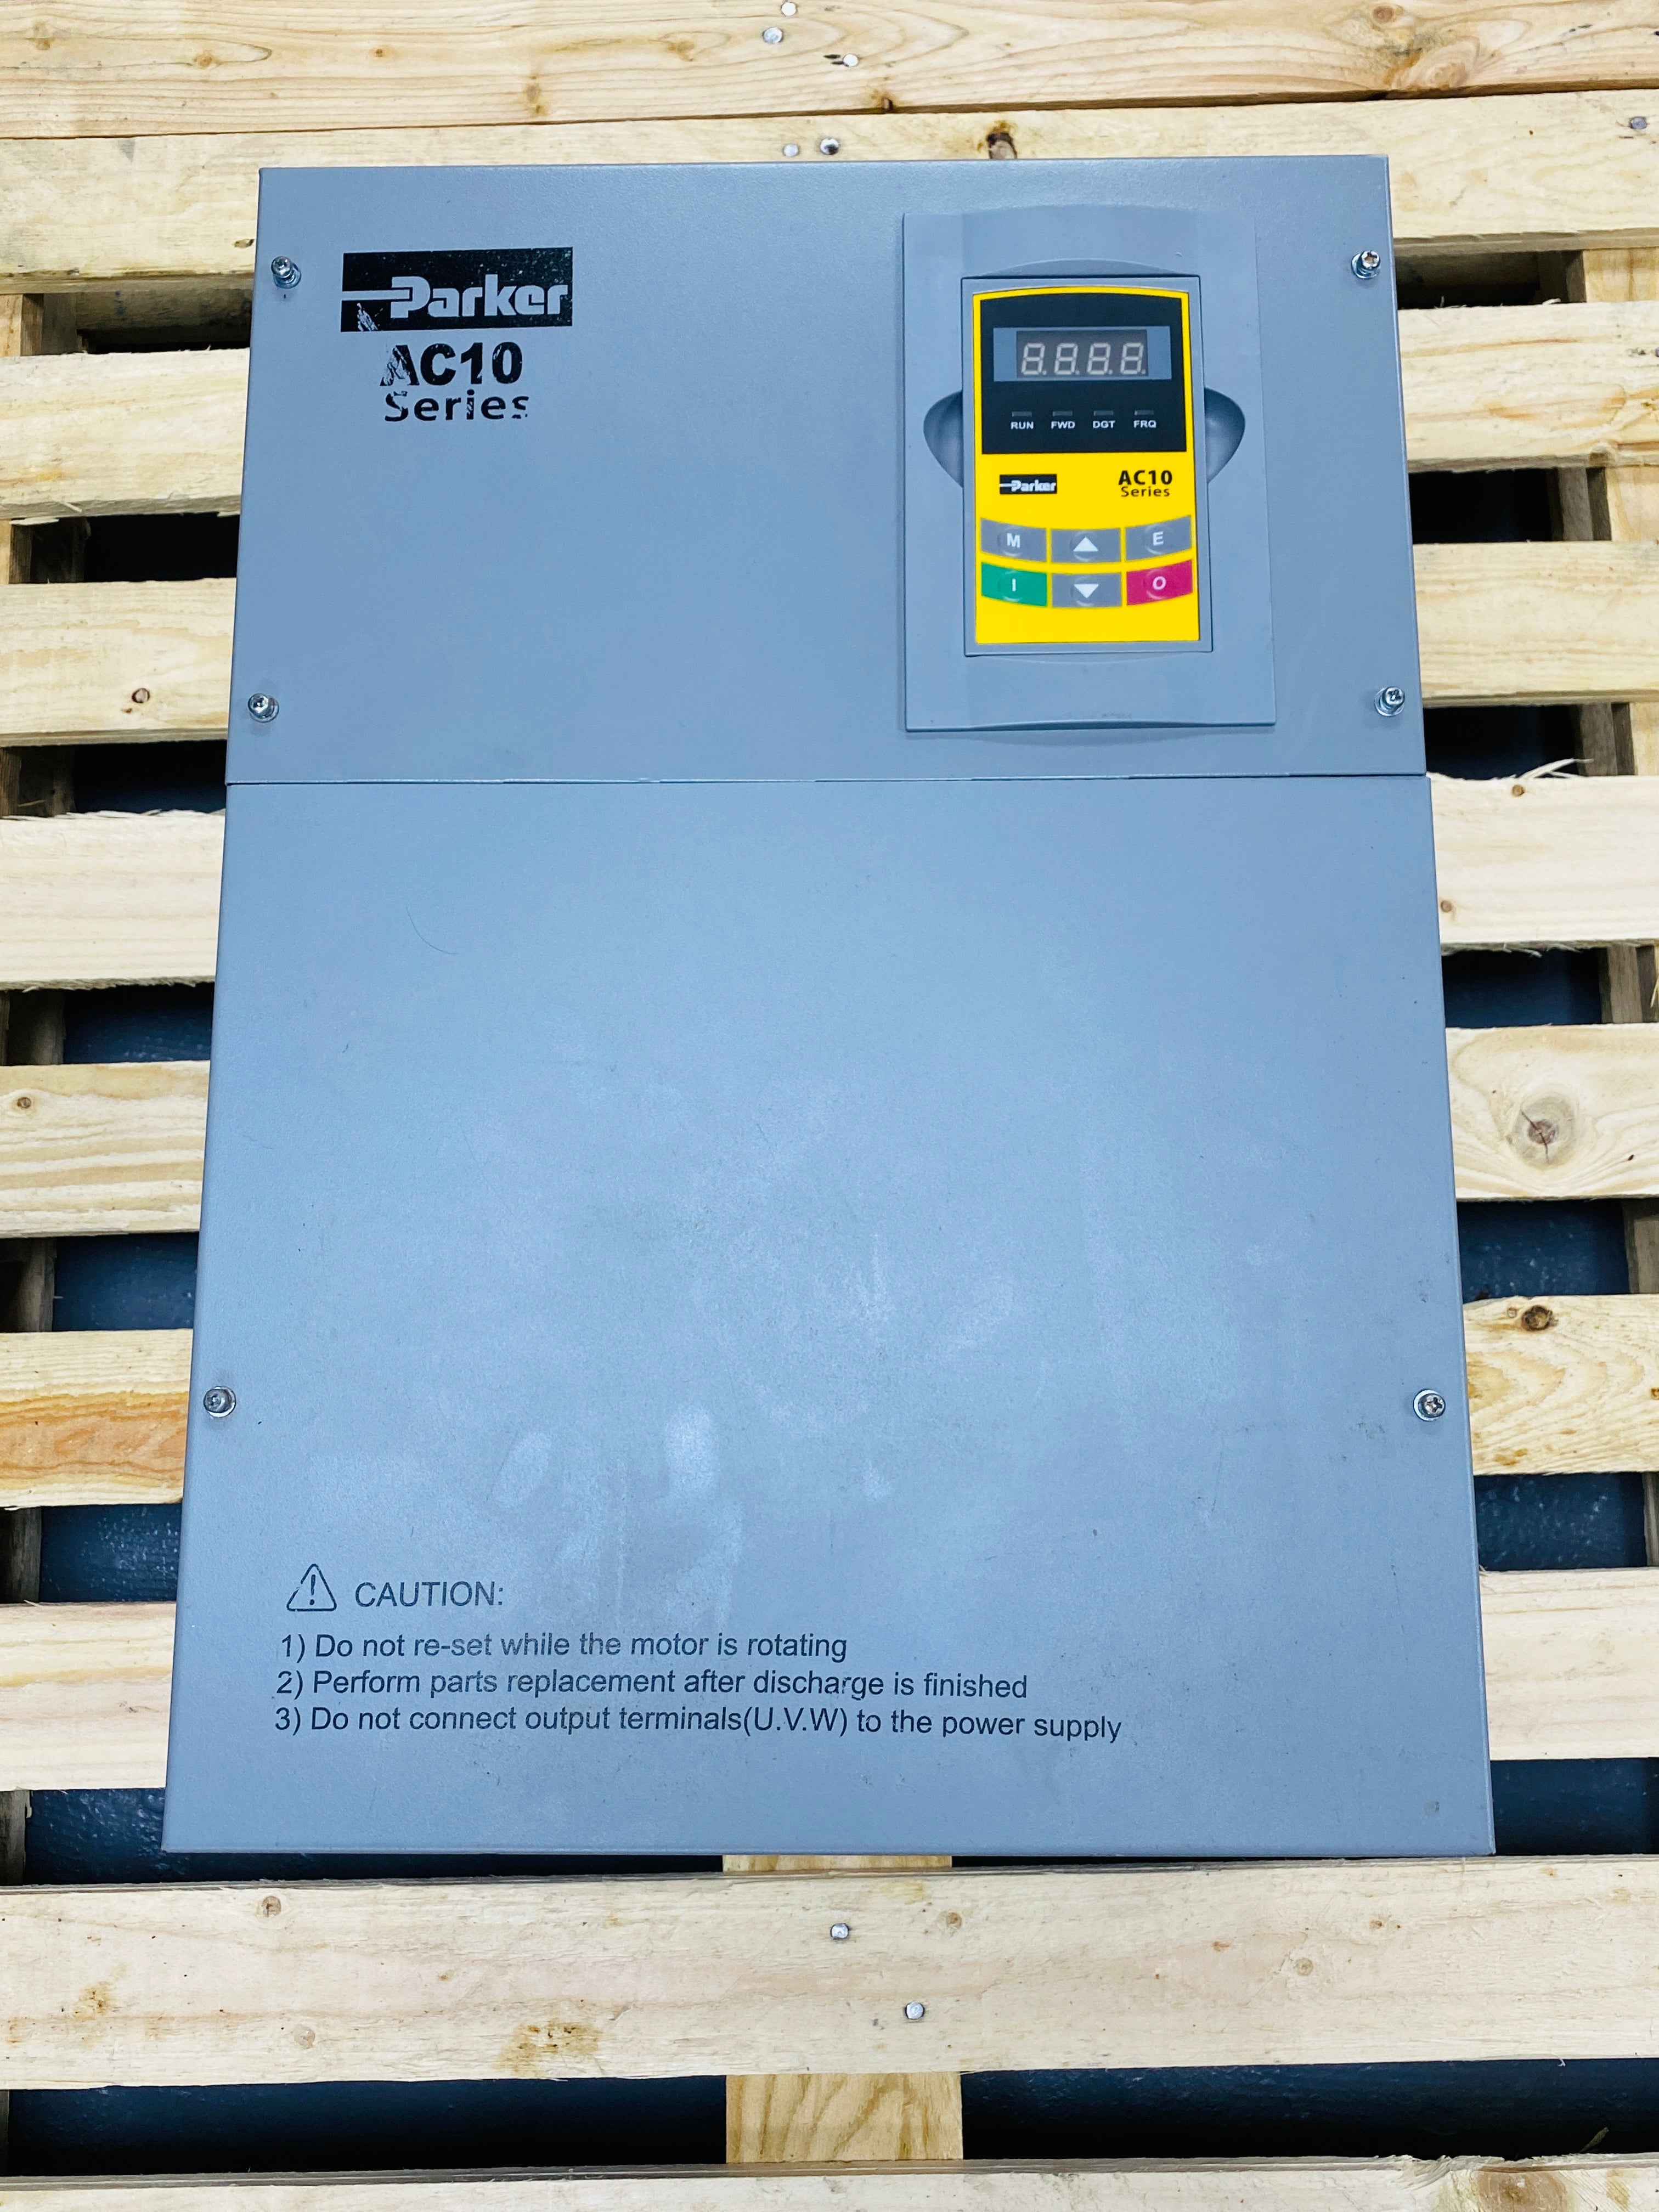 Parker
AC10
Series
8.8.8.8.
RUN FWD DGT FRQ
Parker
AC10
Series
M E
I O
CAUTION:
1) Do not re-set while the motor is rotating
2) Perform parts replacement after discharge is finished
3) Do not connect output terminals(U.V.W) to the power supply